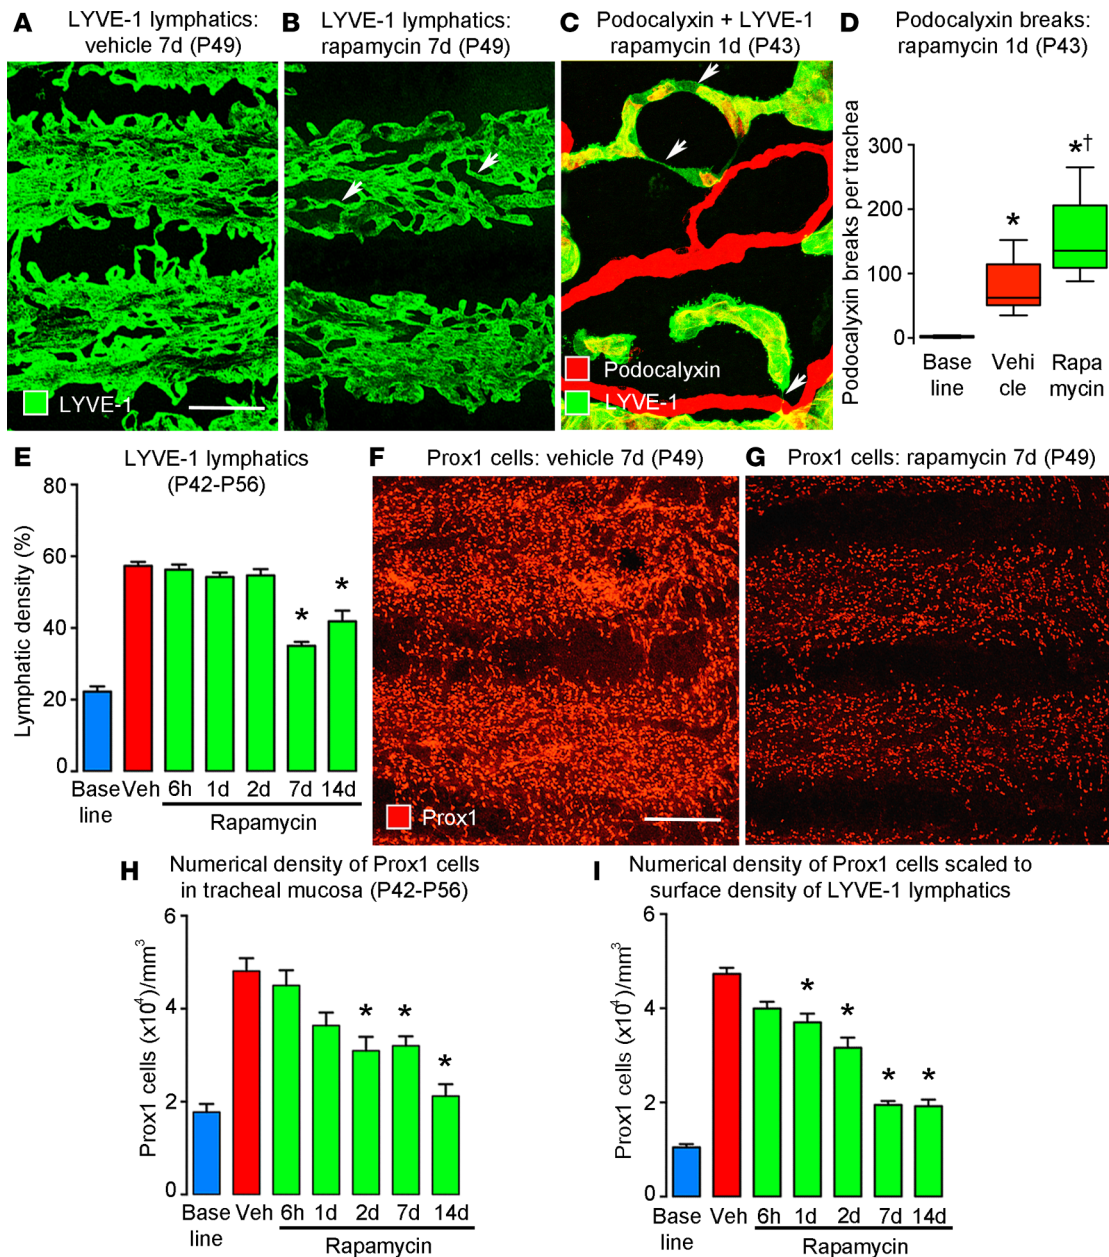 A LYVE-1 lymphatics:
vehicle 7d (P49)
LYVE-1
B LYVE-1 lymphatics:
rapamycin 7d (P49)
C Podocalyxin + LYVE-1
rapamycin 1d (P43)
Podocalyxin
LYVE-1
D Podocalyxin breaks:
rapamycin 1d (P43)
Podocalyxin breaks per trachea
300
200
100
0
*
*†
Base Vehi Rapa
line cle mycin
E LYVE-1 lymphatics
(P42-P56)
Lymphatic density (%)
80
60
40
20
0
* *
Base Veh 6h 1d 2d 7d 14d
line
Rapamycin
F Prox1 cells: vehicle 7d (P49)
Prox1
G Prox1 cells: rapamycin 7d (P49)
H Numerical density of Prox1 cells
in tracheal mucosa (P42-P56)
Prox1 cells (x10⁴)/mm³
6
4
2
0
* * *
Base Veh 6h 1d 2d 7d 14d
line
Rapamycin
I Numerical density of Prox1 cells scaled to
surface density of LYVE-1 lymphatics
Prox1 cells (x10⁴)/mm³
6
4
2
0
* * * *
Base Veh 6h 1d 2d 7d 14d
line
Rapamycin